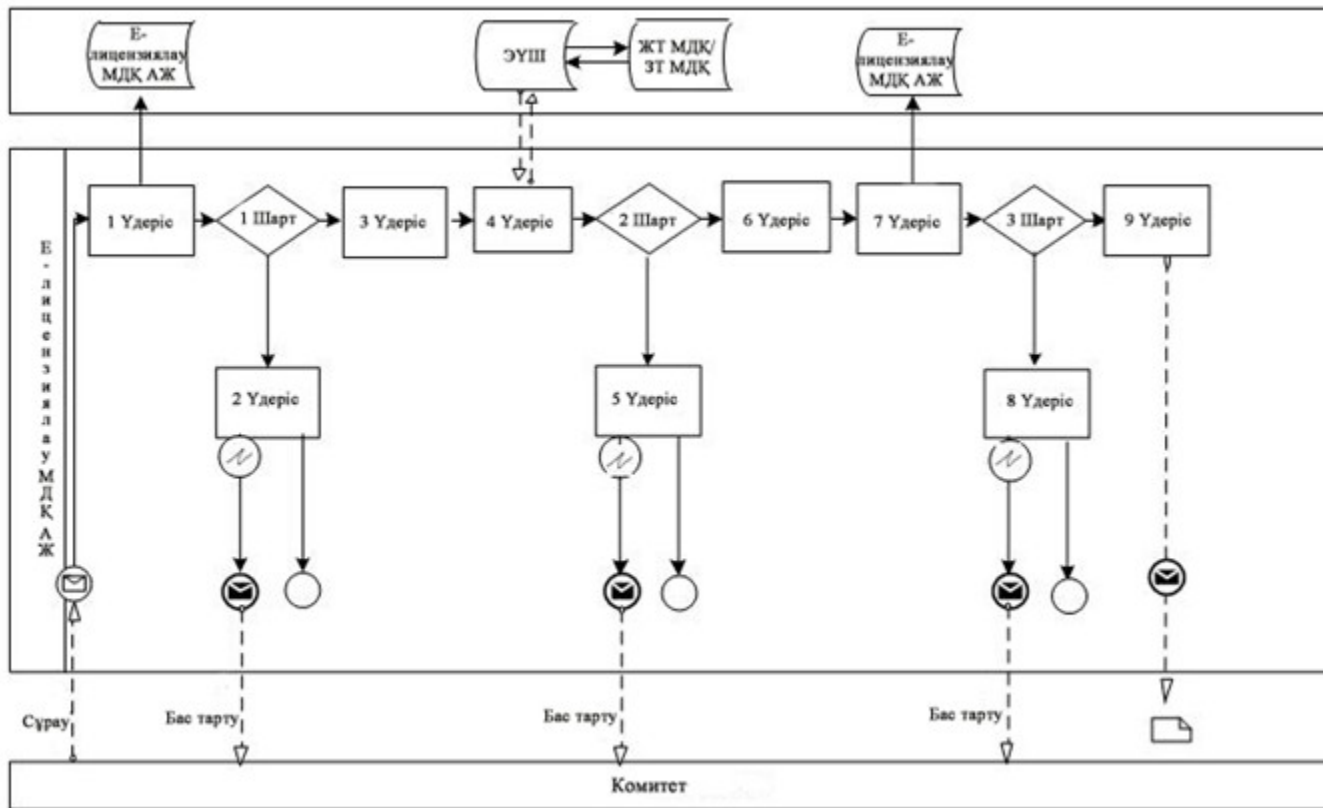 Е-
лицензиялау
МДҚ АЖ
ЭҮШ
ЖТ МДҚ/
ЗТ МДҚ
Е-
лицензиялау
МДҚ АЖ
Е-лицензиялау МДҚ АЖ
1 Үдеріс
1 Шарт
3 Үдеріс
4 Үдеріс
2 Шарт
6 Үдеріс
7 Үдеріс
3 Шарт
9 Үдеріс
2 Үдеріс
5 Үдеріс
8 Үдеріс
Сұрау
Бас тарту
Бас тарту
Бас тарту
Комитет